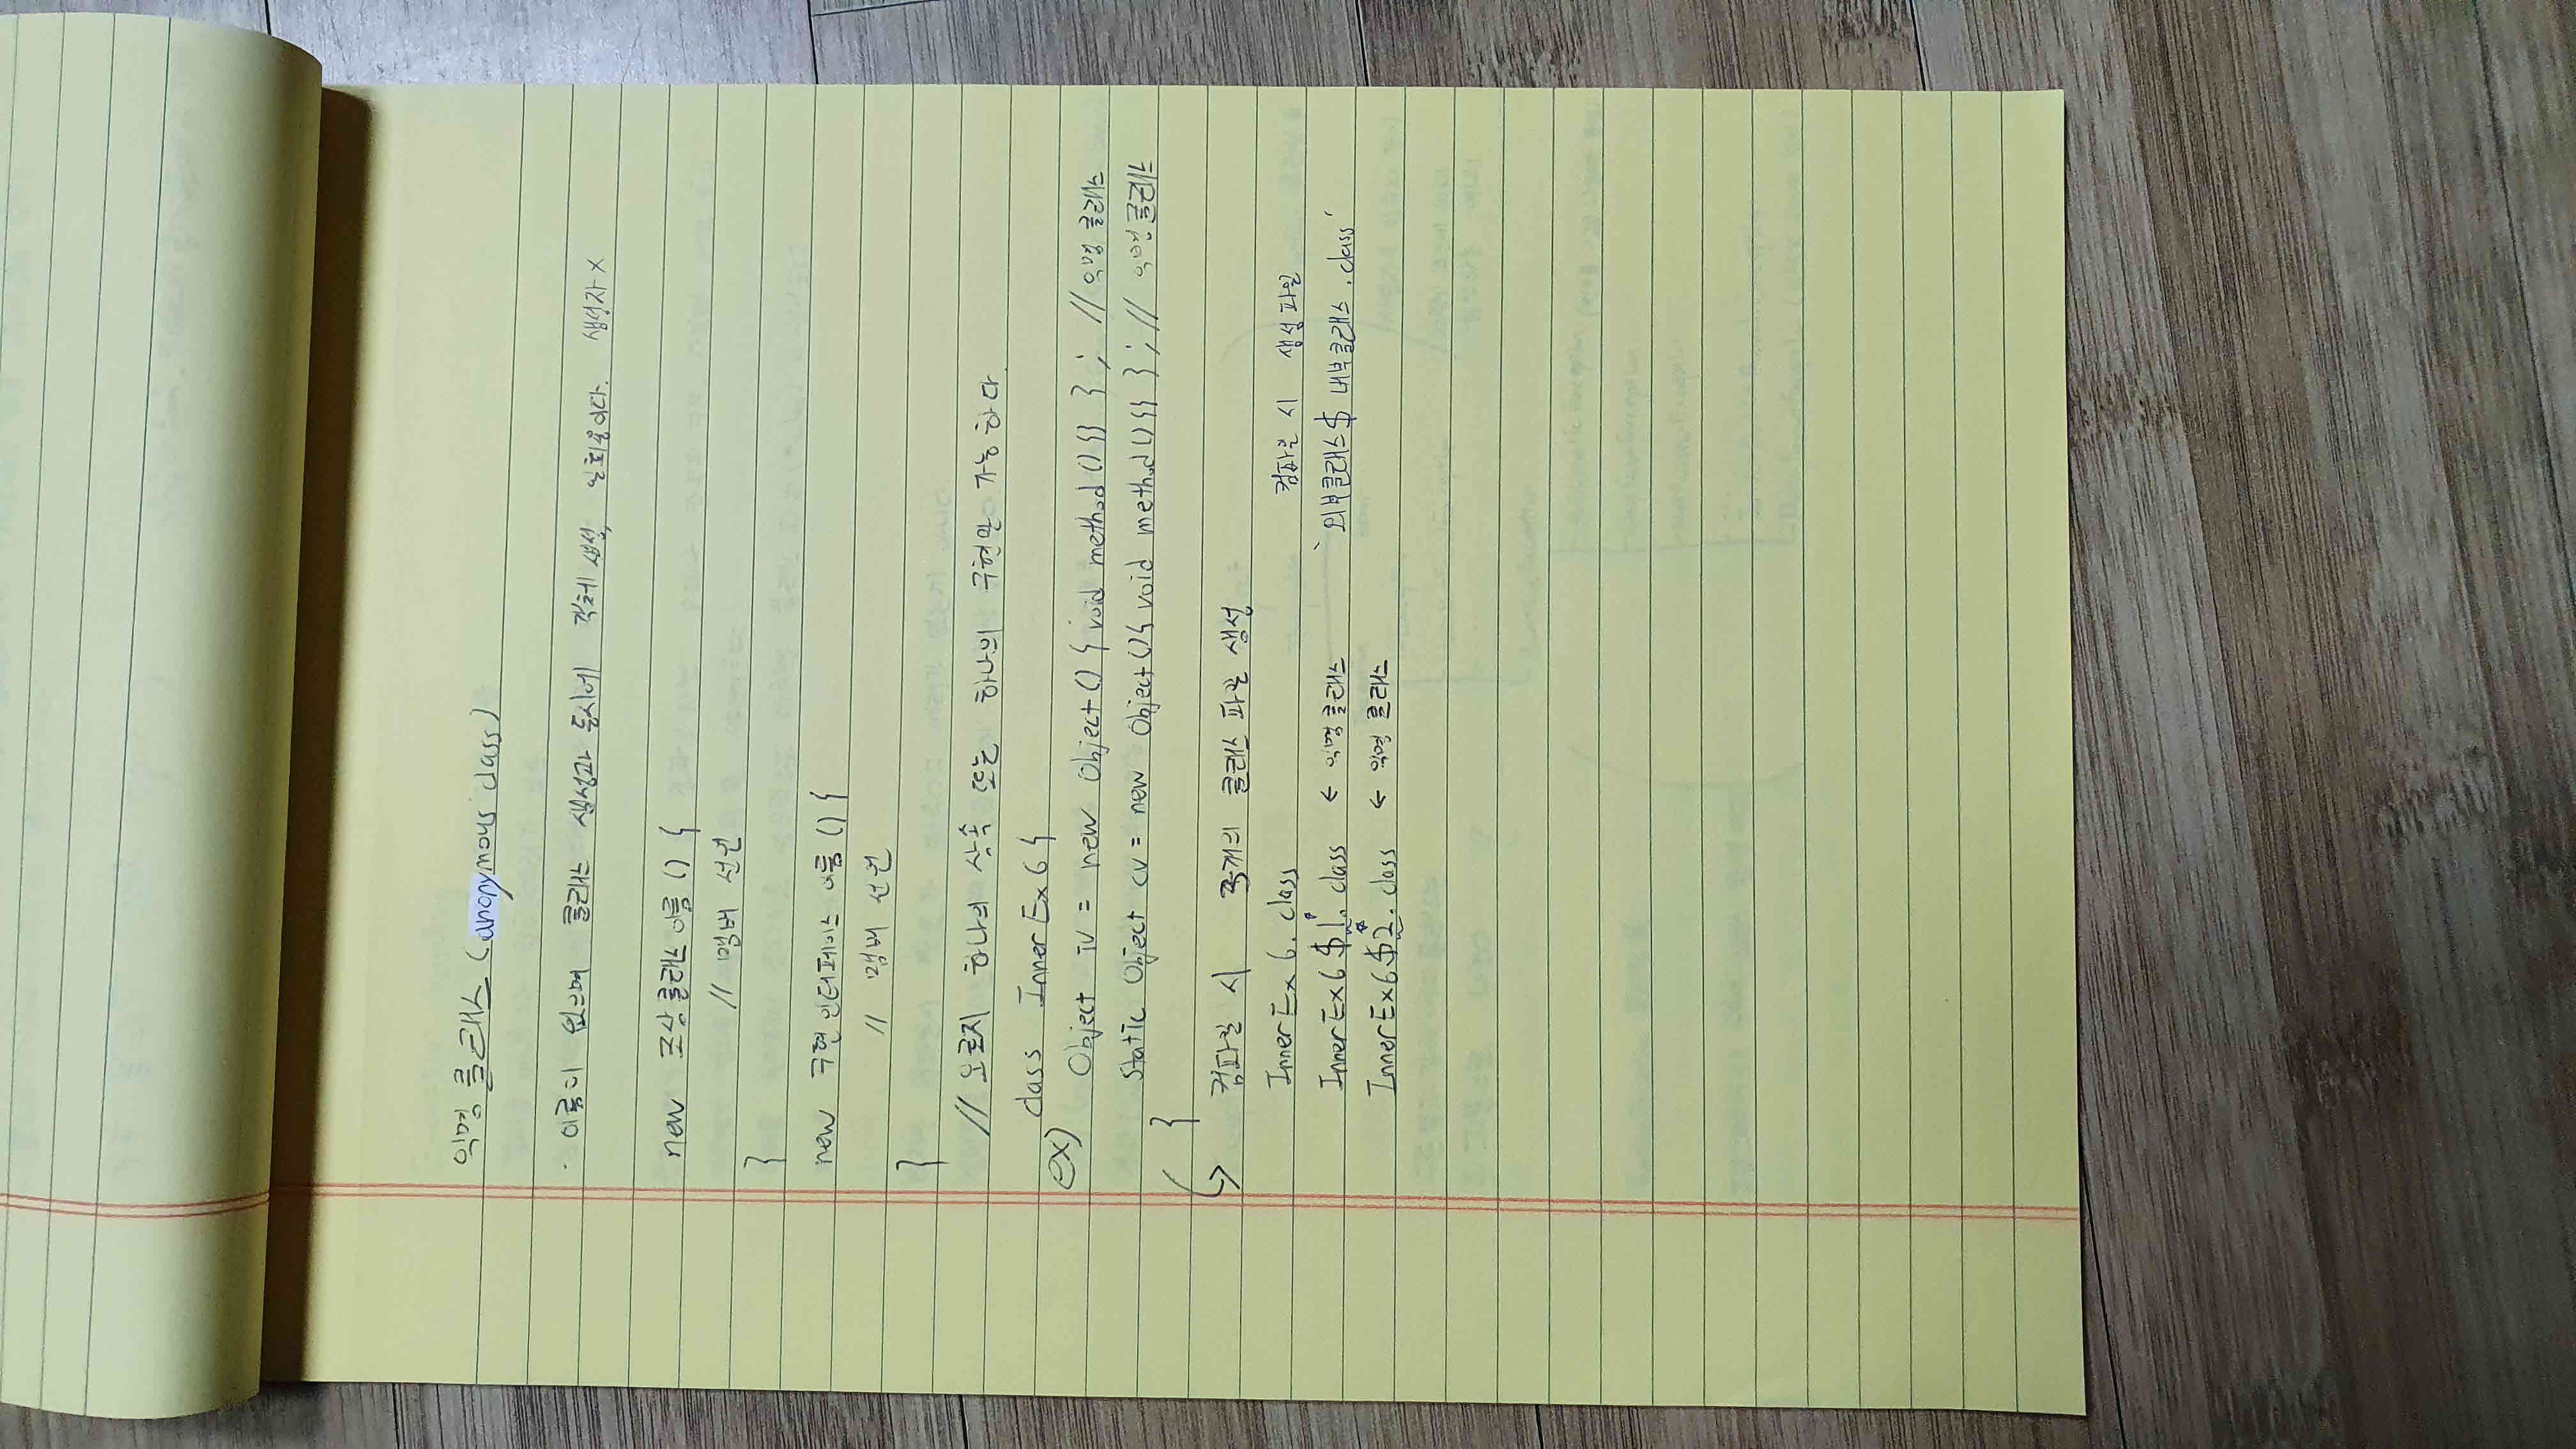 익명 클래스 (anonymous class)
· 이름이 없으며 클래스 생성과 동시에 객체 생성, 일회용이다. 생성자 X
new 조상클래스 이름 () {
// 멤버 선언
}
new 구현인터페이스 이름 () {
// 멤버 선언
}
// 오로지 하나의 상속 또는 하나의 구현만 가능하다.
class InnerEx6 {
ex)
Object iv = new Object() { void method () {} } ; // 익명 클래스
static Object cv = new Object(){ void method(){} } ; // 익명 클래스
}
컴파일 시 3개의 클래스 파일 생성
InnerEx6.class
컴파일 시 생성파일
InnerEx6$1.class ← 익명클래스
'외부클래스$내부클래스.class'
InnerEx6$2.class ← 익명 클래스